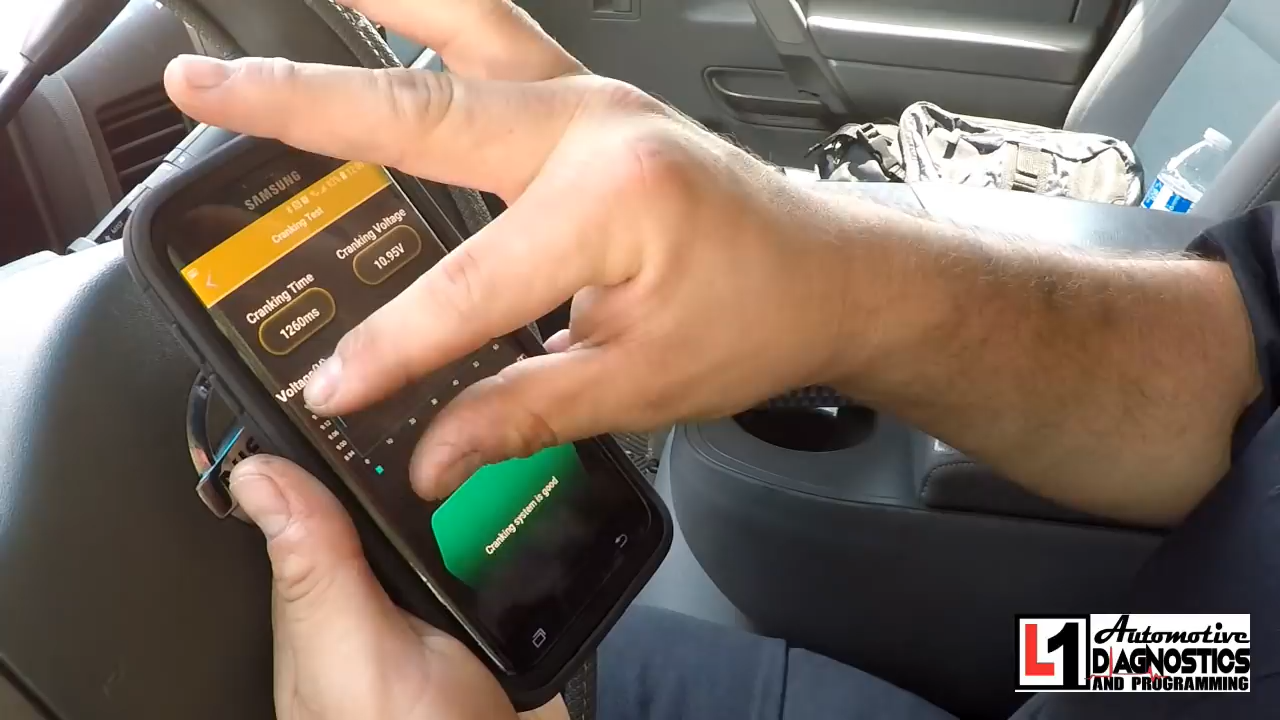 SAMSUNG
Cranking Test
Cranking Time
Cranking Voltage
1260ms
10.95V
Cranking system is good
L1
Automotive
DIAGNOSTICS
AND PROGRAMMING